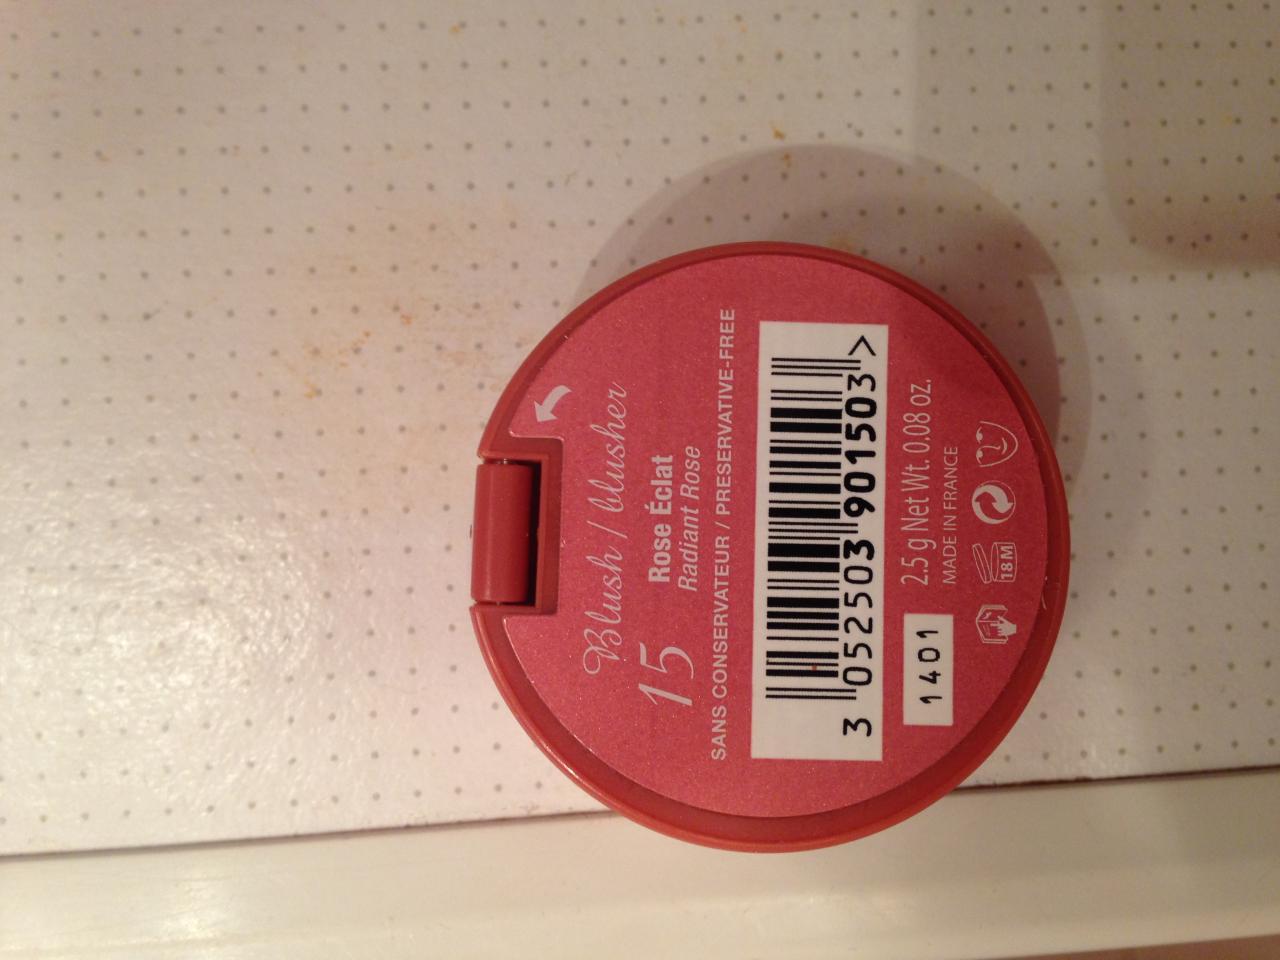 Blush / blusher
15 Rose Éclat
Radiant Rose
SANS CONSERVATEUR / PRESERVATIVE-FREE
3 052503 901503 >
2.5 g Net Wt. 0.08 oz.
1401
MADE IN FRANCE
18M